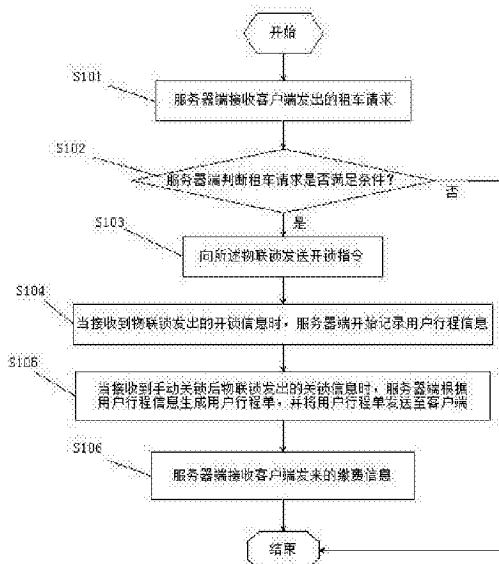 开始
S101
服务器端接收客户端发出的租车请求
S102
服务器端判断租车请求是否满足条件?
否
是
S103
向所述物联锁发送开锁指令
S104
当接收到物联锁发出的开锁信息时，服务器端开始记录用户行程信息
S105
当接收到手动关锁后物联锁发出的关锁信息时，服务器端根据
用户行程信息生成用户行程单，并将用户行程单发送至客户端
S106
服务器端接收客户端发来的缴费信息
结束